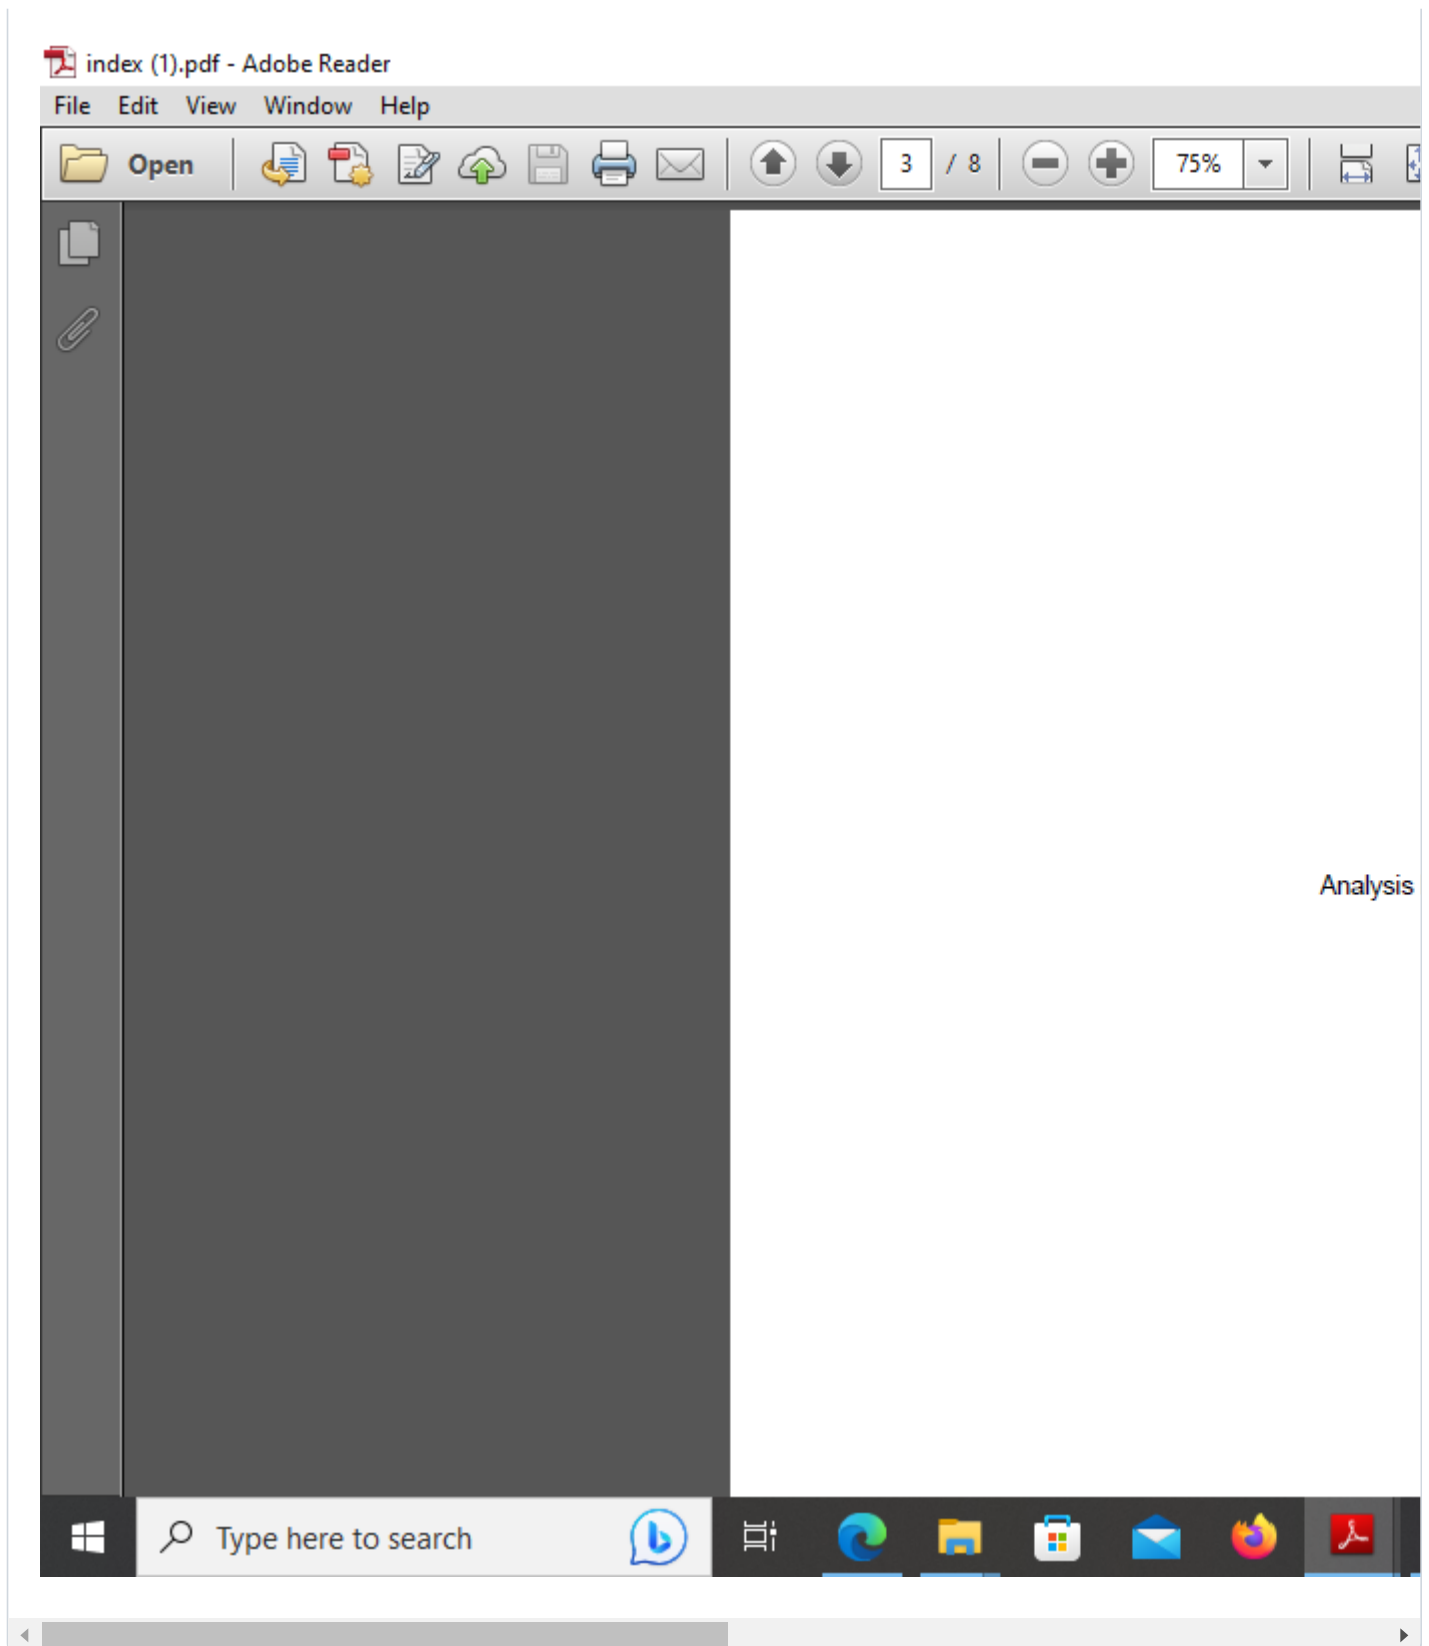 index (1).pdf - Adobe Reader
File Edit View Window Help
Open 3 / 8 75%
Analysis
Type here to search